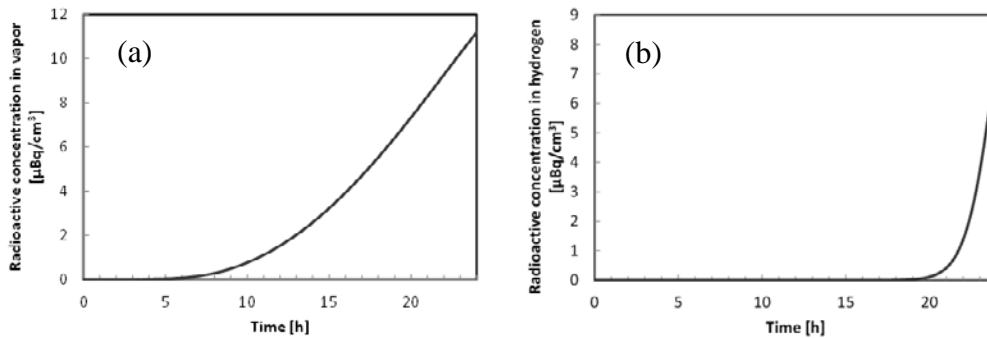 (a)
Radioactive concentration in vapor
[μBq/cm³]
12
10
8
6
4
2
0
0 5 10 15 20
Time [h]
(b)
Radioactive concentration in hydrogen
[μBq/cm³]
9
8
7
6
5
4
3
2
1
0
0 5 10 15 20
Time [h]